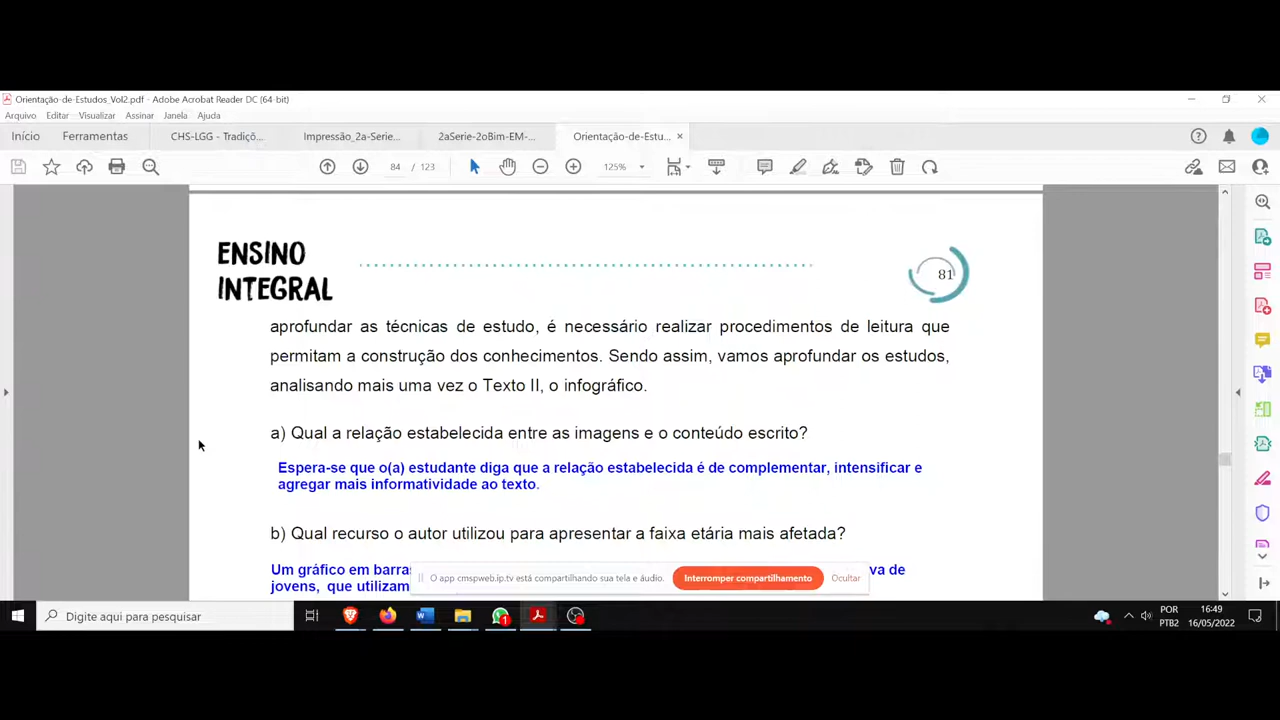 Orientação-de-Estudos_Vol2.pdf - Adobe Acrobat Reader DC (64-bit)
Arquivo Editar Visualizar Assinar Janela Ajuda
Início Ferramentas CHS-LGG - Tradiçõ... Impressão_2a-Serie... 2aSerie-2oBim-EM-... Orientação-de-Estu... ×
84 / 123 125%
ENSINO
INTEGRAL
81
aprofundar as técnicas de estudo, é necessário realizar procedimentos de leitura que
permitam a construção dos conhecimentos. Sendo assim, vamos aprofundar os estudos,
analisando mais uma vez o Texto II, o infográfico.
a) Qual a relação estabelecida entre as imagens e o conteúdo escrito?
Espera-se que o(a) estudante diga que a relação estabelecida é de complementar, intensificar e
agregar mais informatividade ao texto.
b) Qual recurso o autor utilizou para apresentar a faixa etária mais afetada?
Um gráfico em barras va de
jovens, que utilizam
O app cmspweb.ip.tv está compartilhando sua tela e áudio. Interromper compartilhamento Ocultar
Digite aqui para pesquisar
1
POR
PTB2
16:49
16/05/2022